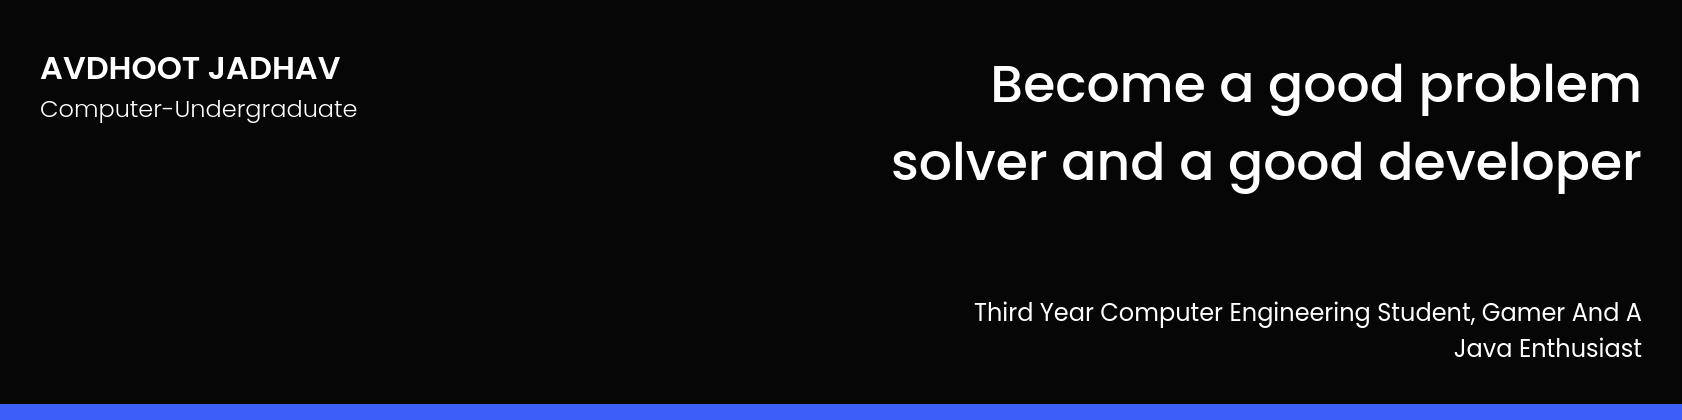 AVDHOOT JADHAV
Computer-Undergraduate
Become a good problem
solver and a good developer
Third Year Computer Engineering Student, Gamer And A
Java Enthusiast